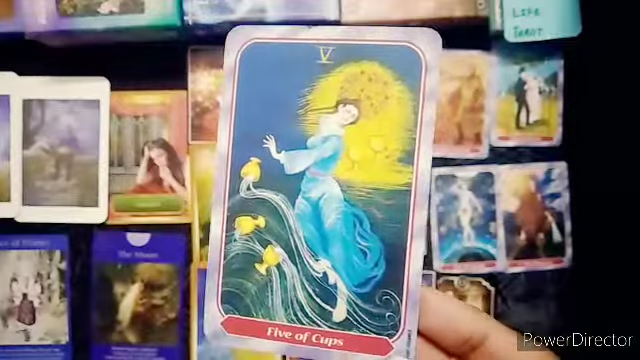 LIFE
TAROT
V
Five of Cups
The Moon
PowerDirector